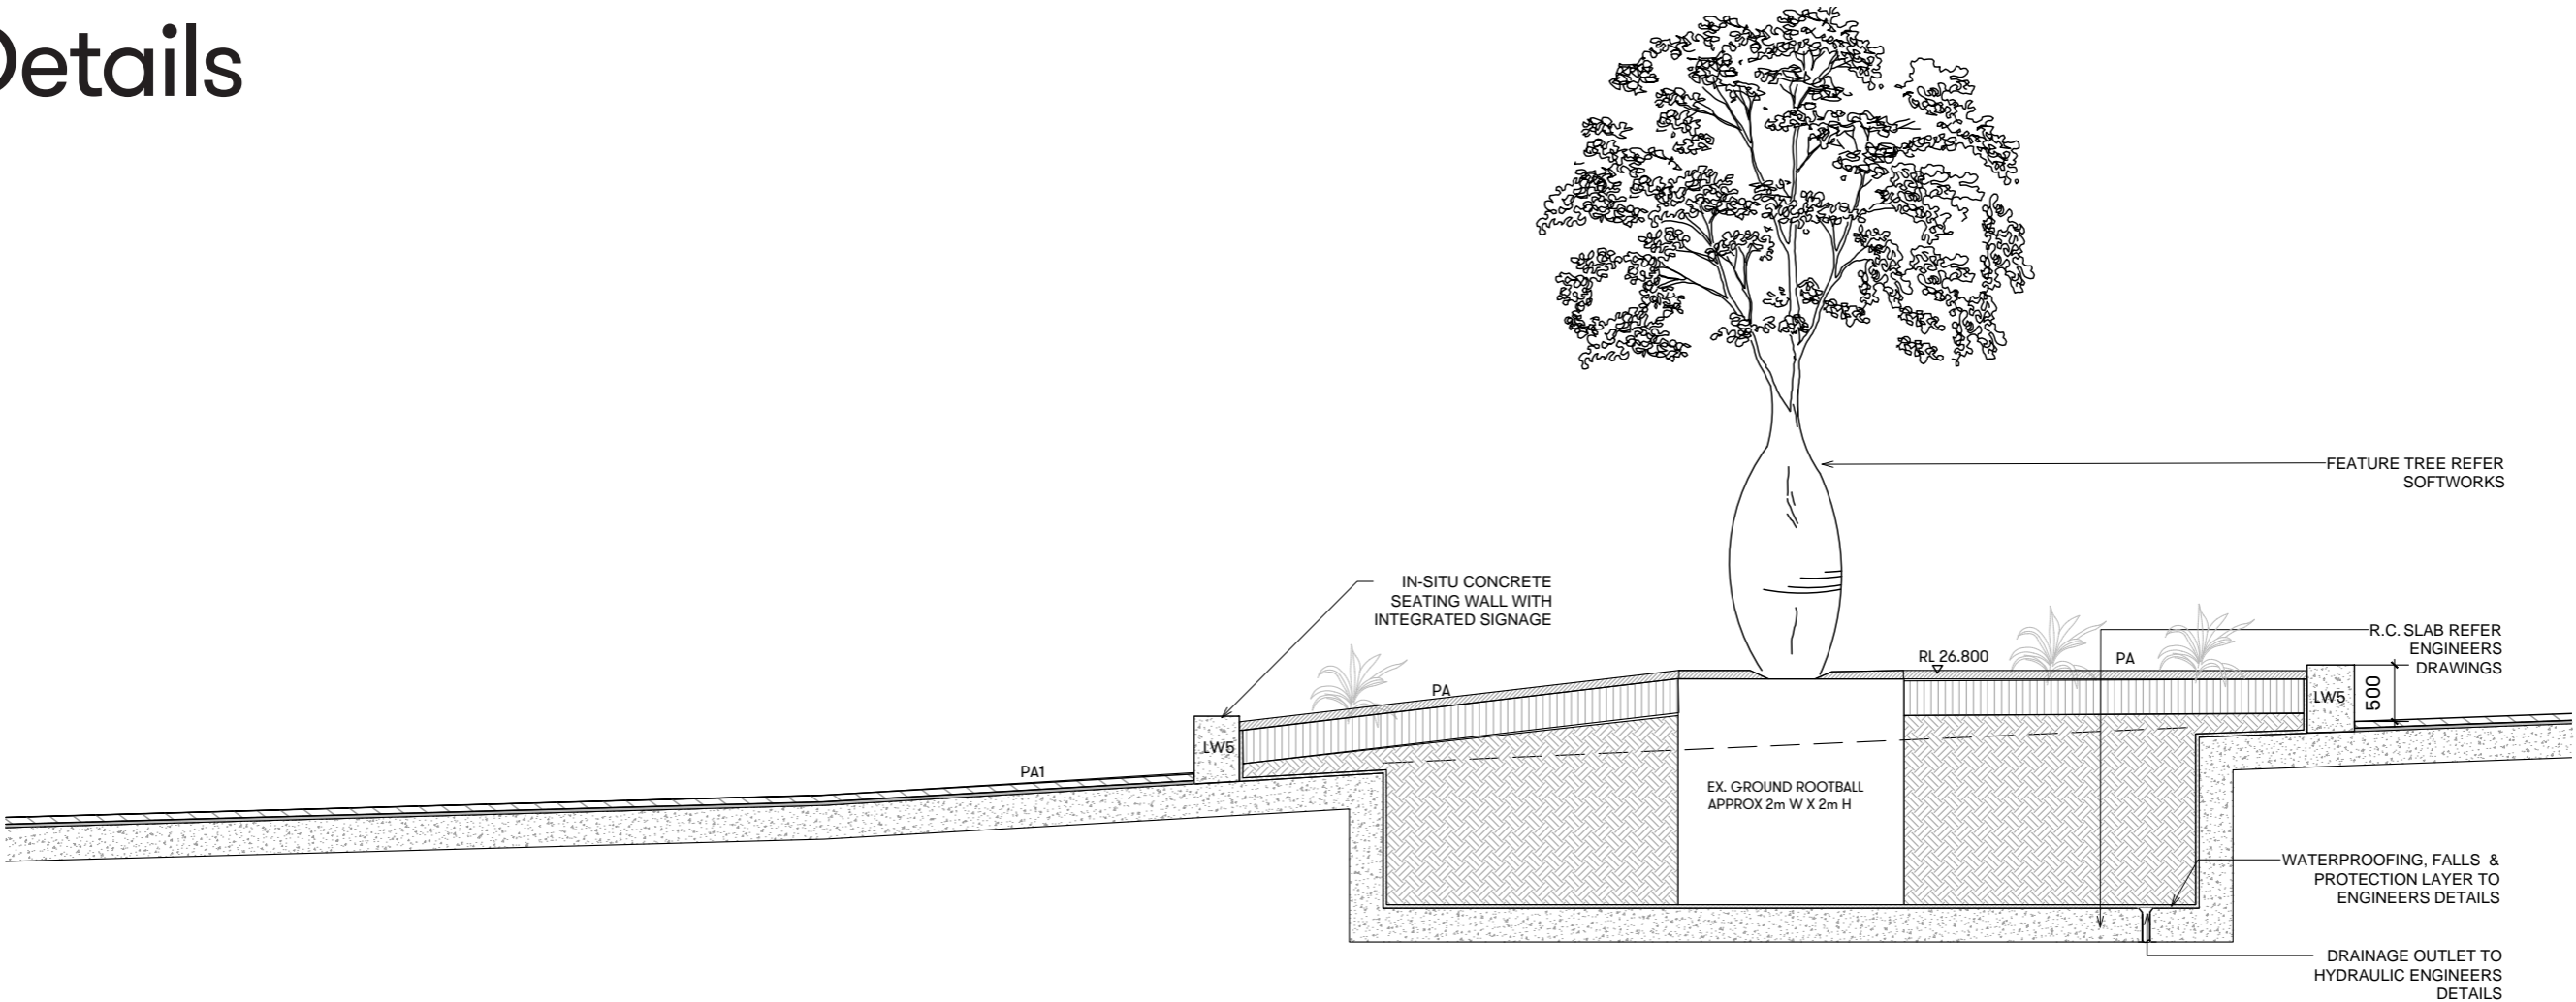 Details
FEATURE TREE REFER
SOFTWORKS
IN-SITU CONCRETE
SEATING WALL WITH
INTEGRATED SIGNAGE
R.C. SLAB REFER
ENGINEERS
DRAWINGS
RL 26.800
PA
PA
LW5
500
LW5
PA1
EX. GROUND ROOTBALL
APPROX 2m W X 2m H
WATERPROOFING, FALLS &
PROTECTION LAYER TO
ENGINEERS DETAILS
DRAINAGE OUTLET TO
HYDRAULIC ENGINEERS
DETAILS